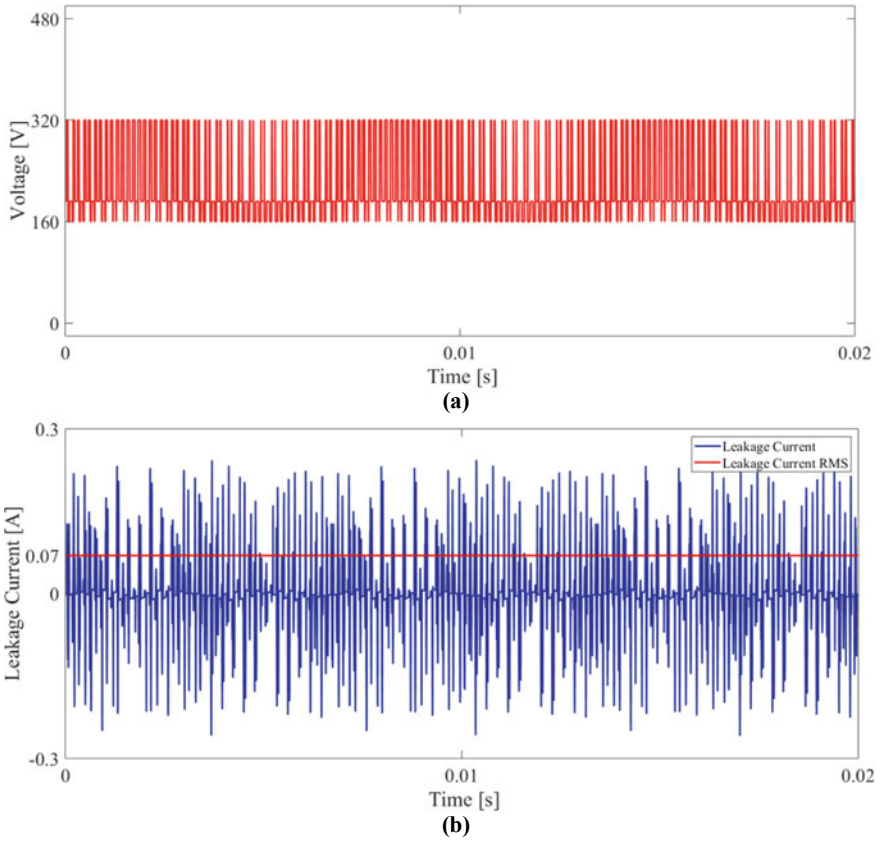 480
320
160
0
Voltage [V]
0
0.01
0.02
Time [s]
(a)
0.3
0.07
0
-0.3
Leakage Current [A]
Leakage Current
Leakage Current RMS
0
0.01
0.02
Time [s]
(b)